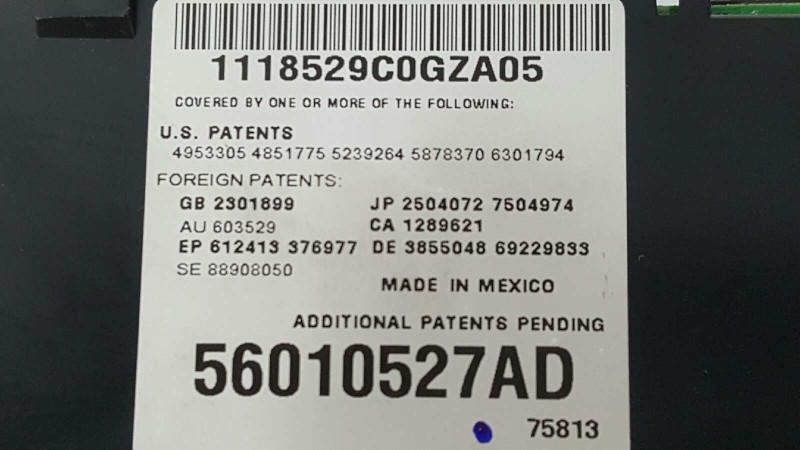 1118529C0GZA05
COVERED BY ONE OR MORE OF THE FOLLOWING:
U.S. PATENTS
4953305 4851775 5239264 5878370 6301794
FOREIGN PATENTS:
GB 2301899 JP 2504072 7504974
AU 603529 CA 1289621
EP 612413 376977 DE 3855048 69229833
SE 88908050
MADE IN MEXICO
ADDITIONAL PATENTS PENDING
56010527AD
75813